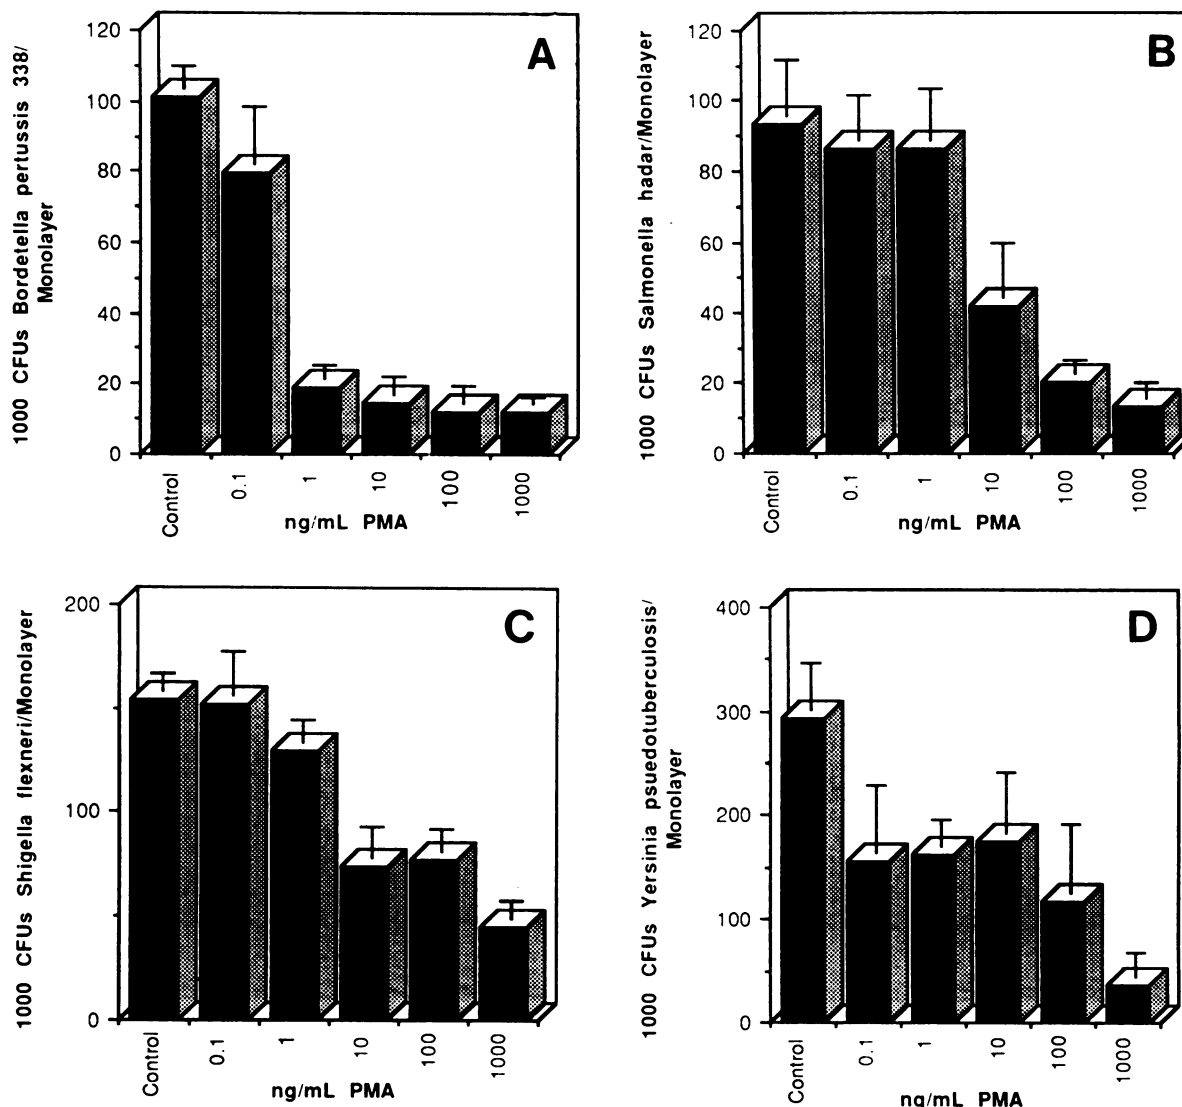 A
1000 CFUs Bordetella pertussis 338/
Monolayer
120
100
80
60
40
20
0
Control
0.1
1
10
100
1000
ng/mL PMA
B
1000 CFUs Salmonella hadar/Monolayer
120
100
80
60
40
20
0
Control
0.1
1
10
100
1000
ng/mL PMA
C
1000 CFUs Shigella flexneri/Monolayer
200
100
0
Control
0.1
1
10
100
1000
ng/mL PMA
D
1000 CFUs Yersinia psuedotuberculosis/
Monolayer
400
300
200
100
0
Control
0.1
1
10
100
1000
ng/mL PMA